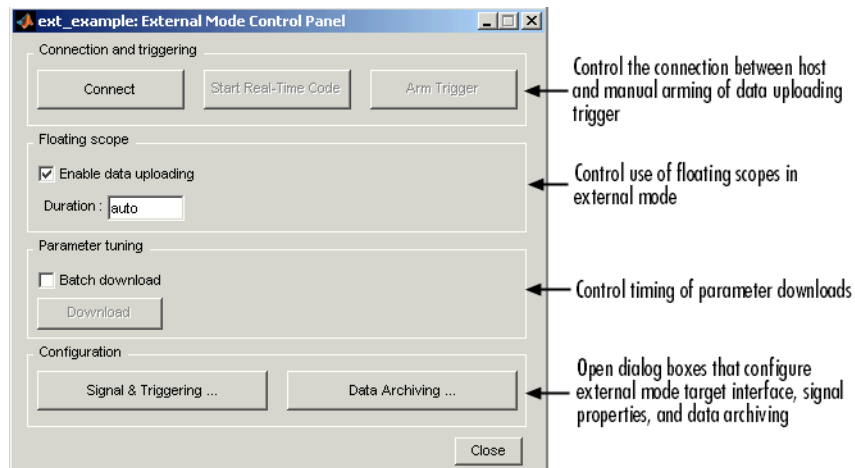 ext_example: External Mode Control Panel
Connection and triggering
Connect
Start Real-Time Code
Arm Trigger
Control the connection between host
and manual arming of data uploading
trigger
Floating scope
Enable data uploading
Duration :
auto
Control use of floating scopes in
external mode
Parameter tuning
Batch download
Download
Control timing of parameter downloads
Configuration
Signal & Triggering ...
Data Archiving ...
Open dialog boxes that configure
external mode target interface, signal
properties, and data archiving
Close